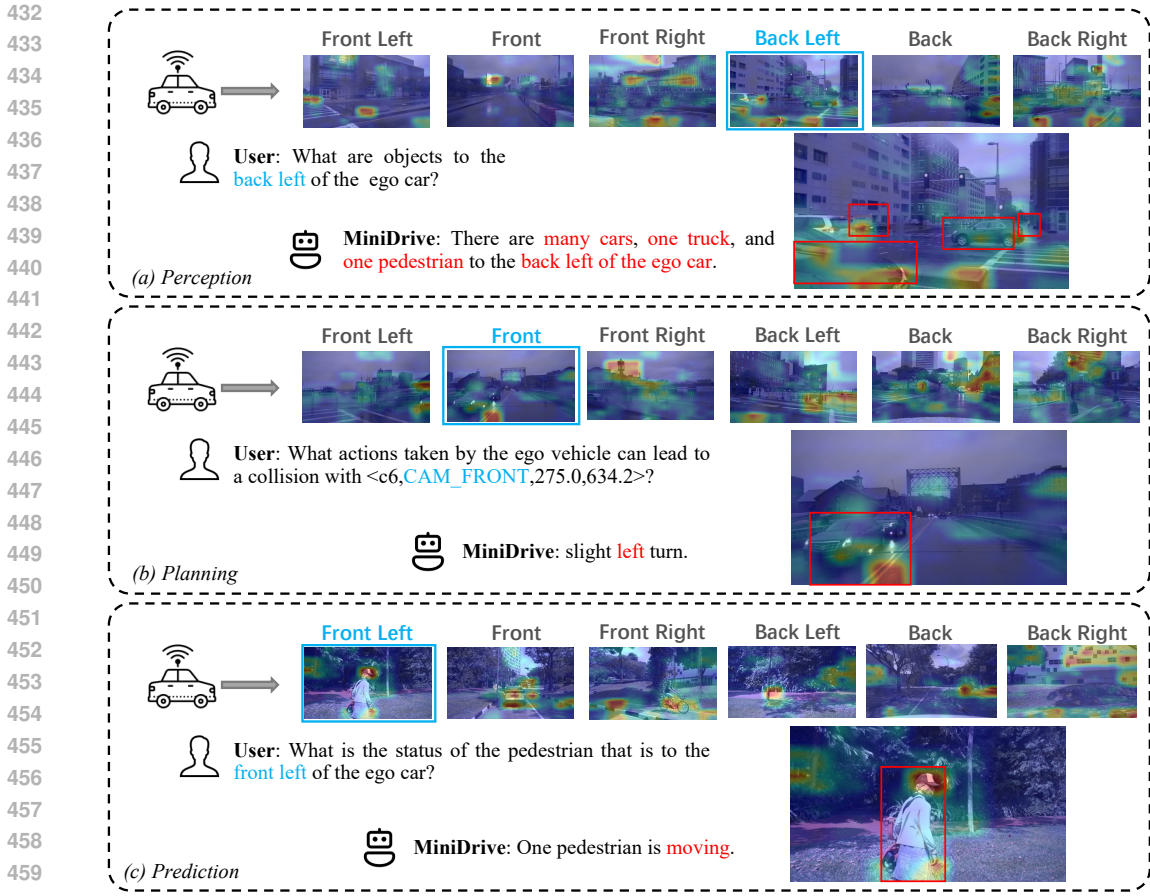 432
433
434
435
436
437
438
439
440
441
442
443
444
445
446
447
448
449
450
451
452
453
454
455
456
457
458
459
Front Left Front Front Right Back Left Back Back Right
User: What are objects to the
back left of the ego car?
MiniDrive: There are many cars, one truck, and
one pedestrian to the back left of the ego car.
(a) Perception
Front Left Front Front Right Back Left Back Back Right
User: What actions taken by the ego vehicle can lead to
a collision with <c6,CAM_FRONT,275.0,634.2>?
MiniDrive: slight left turn.
(b) Planning
Front Left Front Front Right Back Left Back Back Right
User: What is the status of the pedestrian that is to the
front left of the ego car?
MiniDrive: One pedestrian is moving.
(c) Prediction